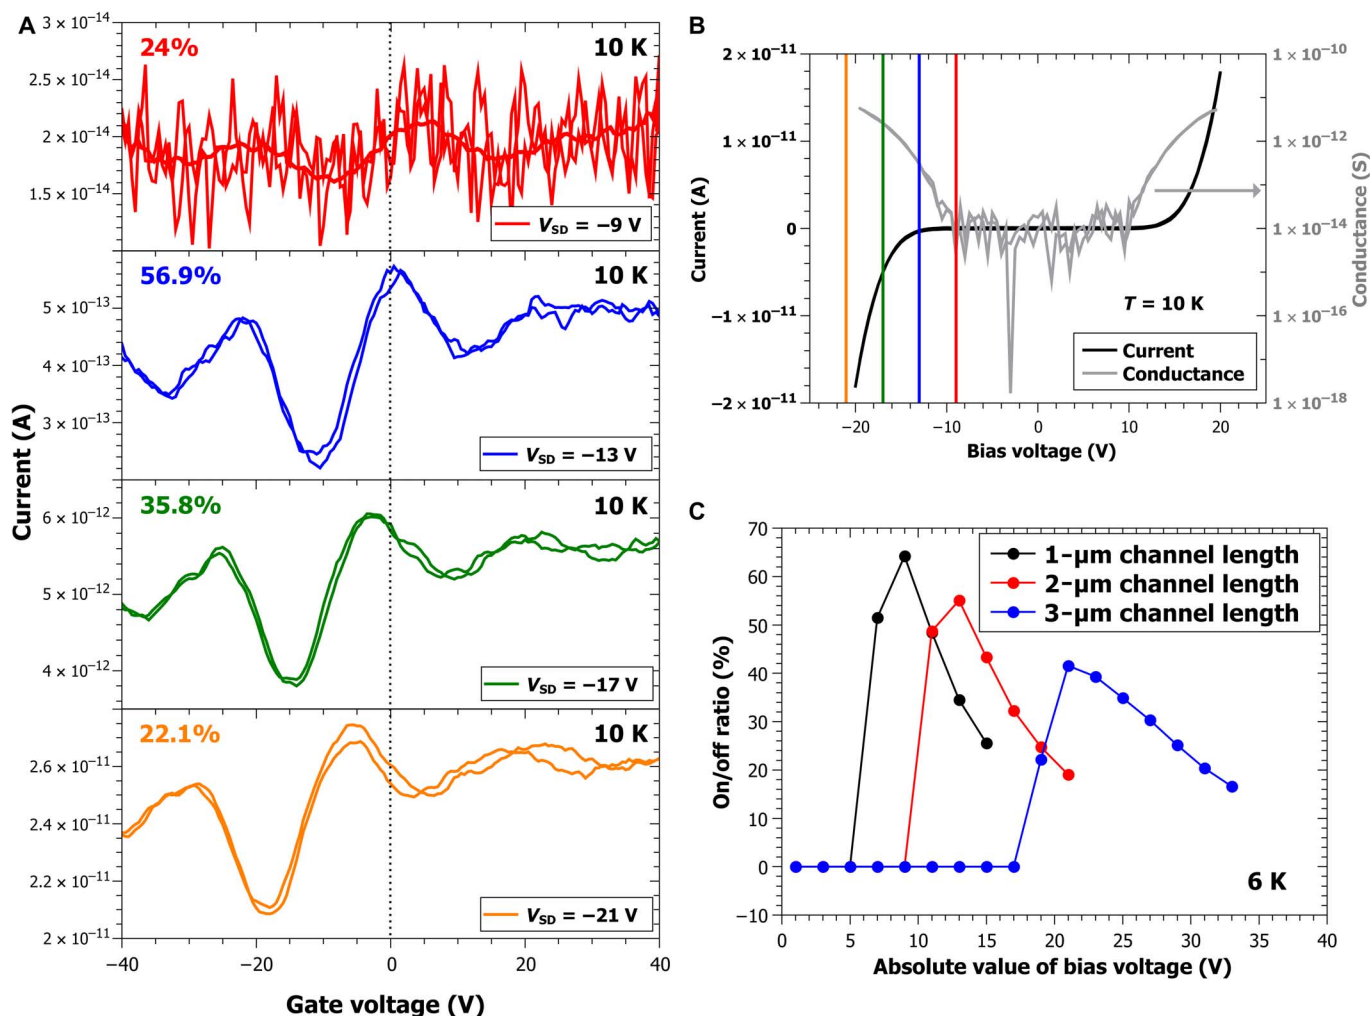 A
3 × 10⁻¹⁴
2.5 × 10⁻¹⁴
2 × 10⁻¹⁴
1.5 × 10⁻¹⁴
24%
10 K
V_SD = −9 V
5 × 10⁻¹³
4 × 10⁻¹³
3 × 10⁻¹³
56.9%
10 K
V_SD = −13 V
6 × 10⁻¹²
5 × 10⁻¹²
4 × 10⁻¹²
35.8%
10 K
V_SD = −17 V
2.6 × 10⁻¹¹
2.4 × 10⁻¹¹
2.2 × 10⁻¹¹
2 × 10⁻¹¹
22.1%
10 K
V_SD = −21 V
Current (A)
−40 −20 0 20 40
Gate voltage (V)
B
2 × 10⁻¹¹
1 × 10⁻¹¹
0
−1 × 10⁻¹¹
−2 × 10⁻¹¹
Current (A)
1 × 10⁻¹⁰
1 × 10⁻¹²
1 × 10⁻¹⁴
1 × 10⁻¹⁶
1 × 10⁻¹⁸
Conductance (S)
T = 10 K
Current
Conductance
−20 −10 0 10 20
Bias voltage (V)
C
70
60
50
40
30
20
10
0
−10
On/off ratio (%)
1-μm channel length
2-μm channel length
3-μm channel length
6 K
0 5 10 15 20 25 30 35 40
Absolute value of bias voltage (V)